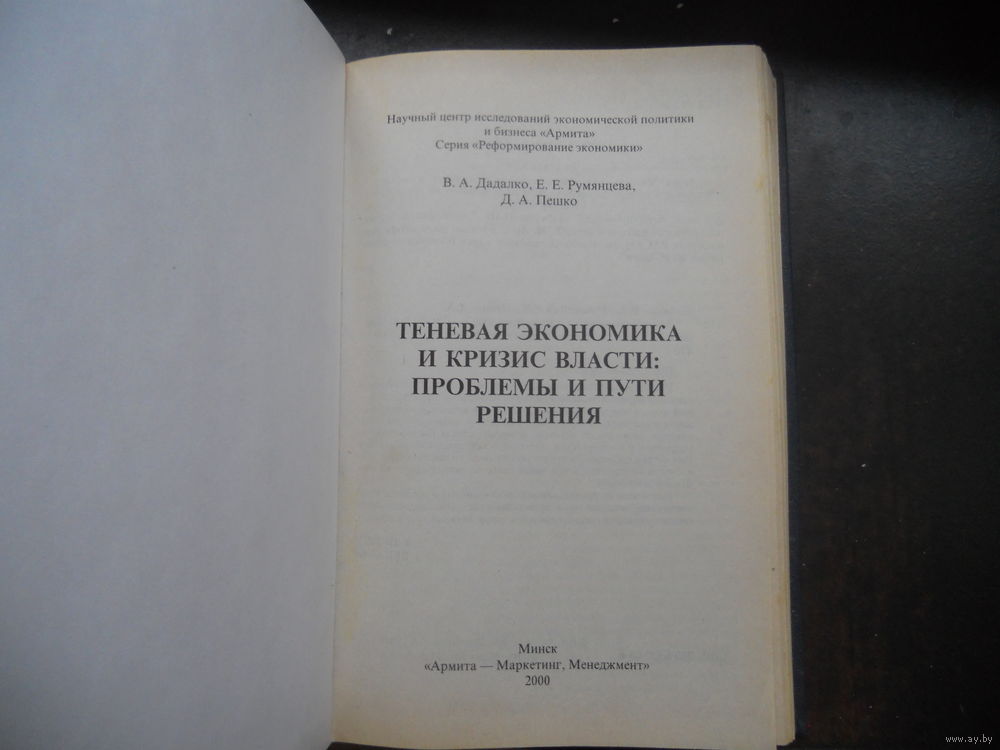 Научный центр исследований экономической политики
и бизнеса «Армита»
Серия «Реформирование экономики»
В. А. Дадалко, Е. Е. Румянцева,
Д. А. Пешко
ТЕНЕВАЯ ЭКОНОМИКА
И КРИЗИС ВЛАСТИ:
ПРОБЛЕМЫ И ПУТИ
РЕШЕНИЯ
Минск
«Армита — Маркетинг, Менеджмент»
2000
www.ay.by